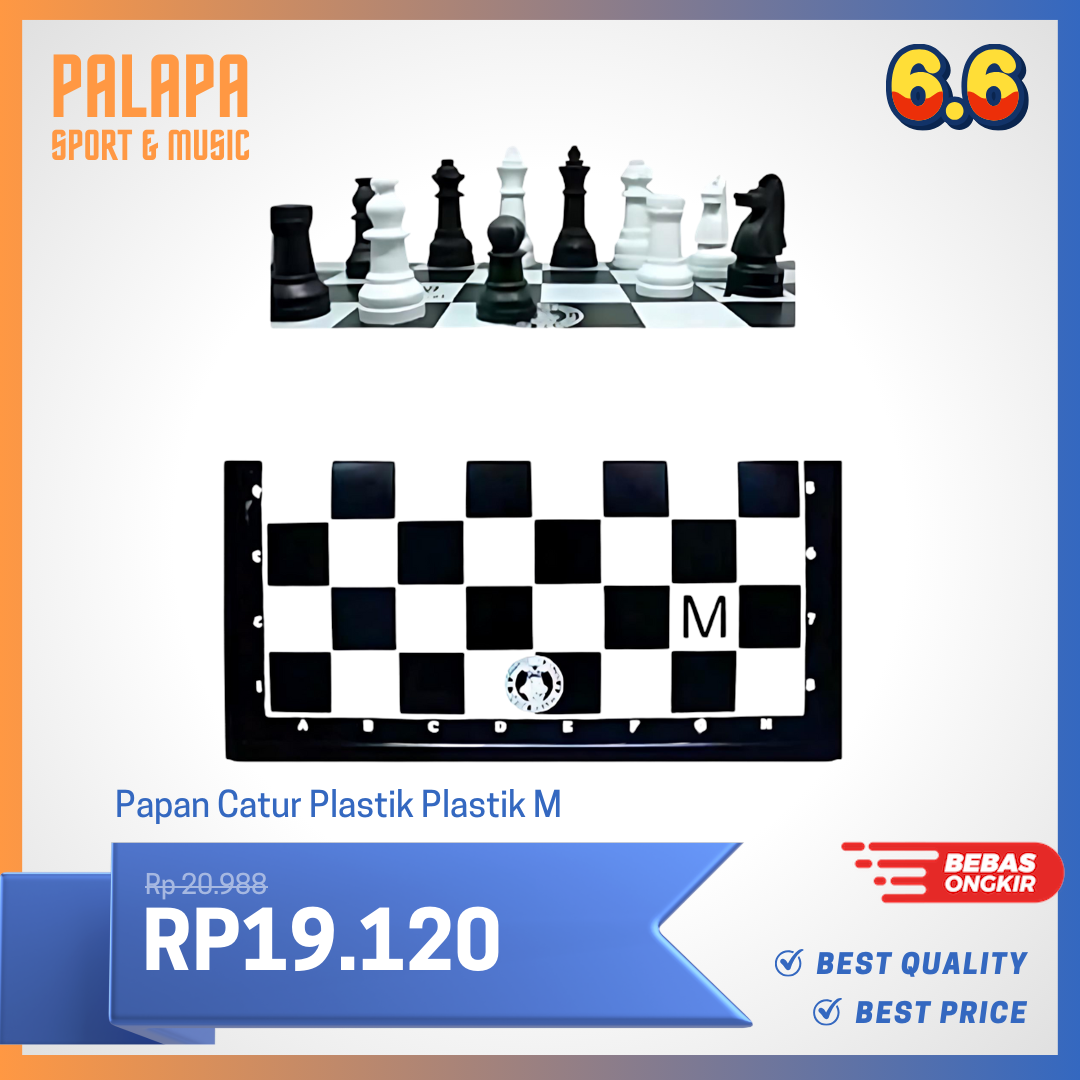 PALAPA
SPORT & MUSIC
6.6
M
A B C D E F G H
Papan Catur Plastik Plastik M
Rp 20.988
RP19.120
BEBAS
ONGKIR
BEST QUALITY
BEST PRICE